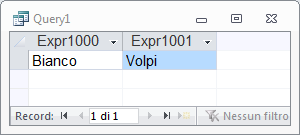 Query1
Expr1000 Expr1001
Bianco Volpi
Record: 1 di 1 Nessun filtro